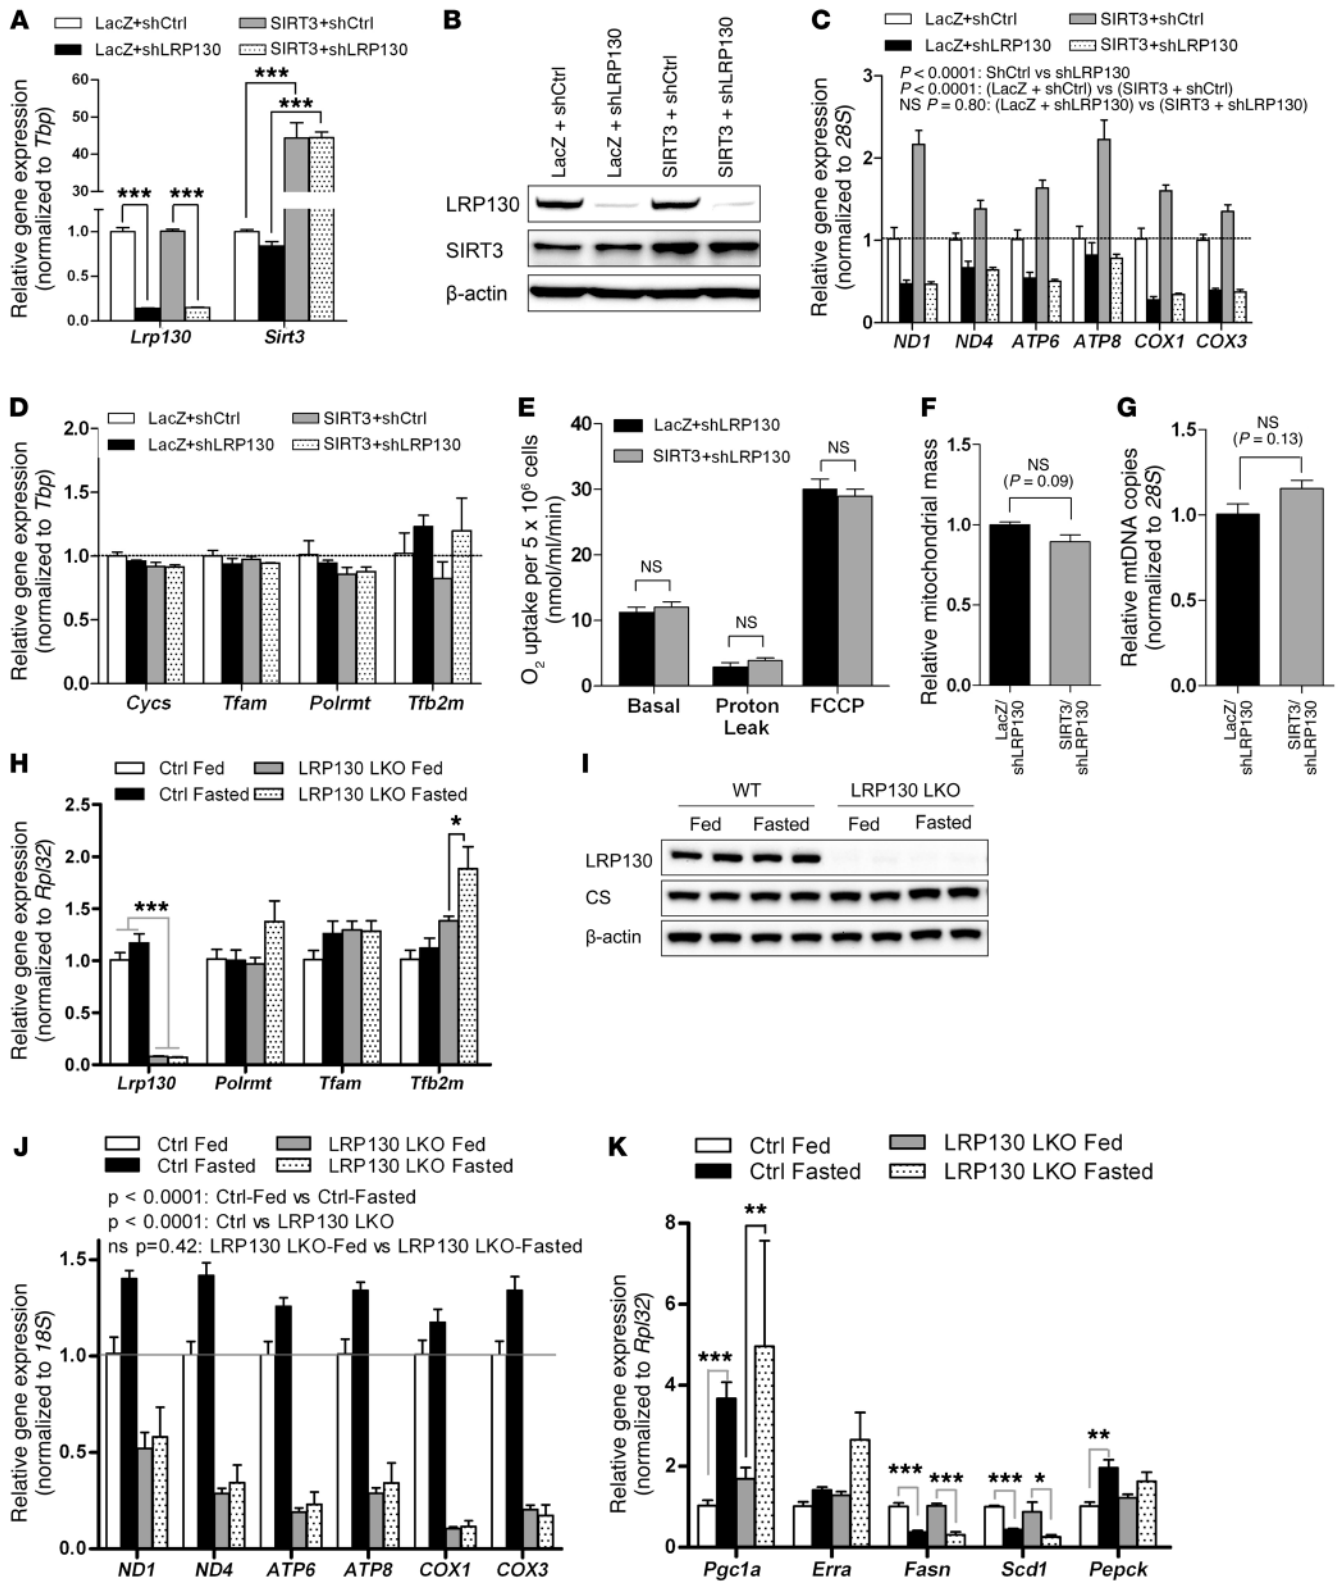 A
LacZ+shCtrl
SIRT3+shCtrl
LacZ+shLRP130
SIRT3+shLRP130
Relative gene expression
(normalized to Tbp)
60
50
40
30
1.0
0.5
0.0
***
***
***
***
Lrp130
Sirt3
B
LacZ + shCtrl
LacZ + shLRP130
SIRT3 + shCtrl
SIRT3 + shLRP130
LRP130
SIRT3
β-actin
C
LacZ+shCtrl
SIRT3+shCtrl
LacZ+shLRP130
SIRT3+shLRP130
P < 0.0001: ShCtrl vs shLRP130
P < 0.0001: (LacZ + shCtrl) vs (SIRT3 + shCtrl)
NS P = 0.80: (LacZ + shLRP130) vs (SIRT3 + shLRP130)
Relative gene expression
(normalized to 28S)
3
2
1
0
ND1
ND4
ATP6
ATP8
COX1
COX3
D
LacZ+shCtrl
SIRT3+shCtrl
LacZ+shLRP130
SIRT3+shLRP130
Relative gene expression
(normalized to Tbp)
2.0
1.5
1.0
0.5
0.0
Cycs
Tfam
Polrmt
Tfb2m
E
LacZ+shLRP130
SIRT3+shLRP130
O2 uptake per 5 x 10⁶ cells
(nmol/ml/min)
40
30
20
10
0
NS
NS
NS
Basal
Proton
Leak
FCCP
F
Relative mitochondrial mass
1.5
1.0
0.5
0.0
NS
(P = 0.09)
LacZ/
shLRP130
SIRT3/
shLRP130
G
Relative mtDNA copies
(normalized to 28S)
1.5
1.0
0.5
0.0
NS
(P = 0.13)
LacZ/
shLRP130
SIRT3/
shLRP130
H
Ctrl Fed
LRP130 LKO Fed
Ctrl Fasted
LRP130 LKO Fasted
Relative gene expression
(normalized to Rpl32)
2.5
2.0
1.5
1.0
0.5
0.0
***
*
Lrp130
Polrmt
Tfam
Tfb2m
I
WT
LRP130 LKO
Fed
Fasted
Fed
Fasted
LRP130
CS
β-actin
J
Ctrl Fed
LRP130 LKO Fed
Ctrl Fasted
LRP130 LKO Fasted
p < 0.0001: Ctrl-Fed vs Ctrl-Fasted
p < 0.0001: Ctrl vs LRP130 LKO
ns p=0.42: LRP130 LKO-Fed vs LRP130 LKO-Fasted
Relative gene expression
(normalized to 18S)
1.5
1.0
0.5
0.0
ND1
ND4
ATP6
ATP8
COX1
COX3
K
Ctrl Fed
LRP130 LKO Fed
Ctrl Fasted
LRP130 LKO Fasted
Relative gene expression
(normalized to Rpl32)
8
6
4
2
0
***
**
***
***
***
*
**
Pgc1a
Erra
Fasn
Scd1
Pepck